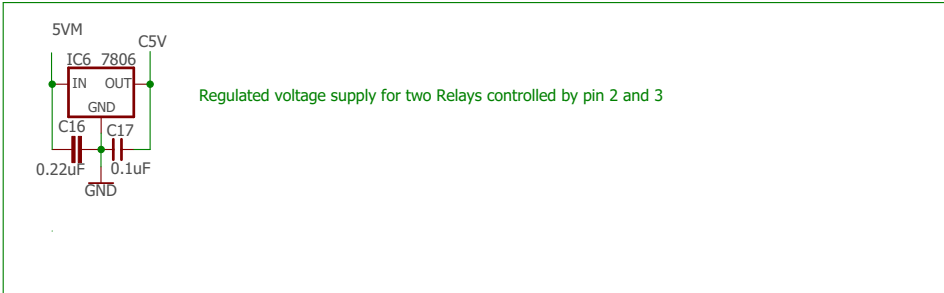 5VM
C5V
IC6 7806
IN OUT
GND
Regulated voltage supply for two Relays controlled by pin 2 and 3
C16
C17
0.22uF
0.1uF
GND